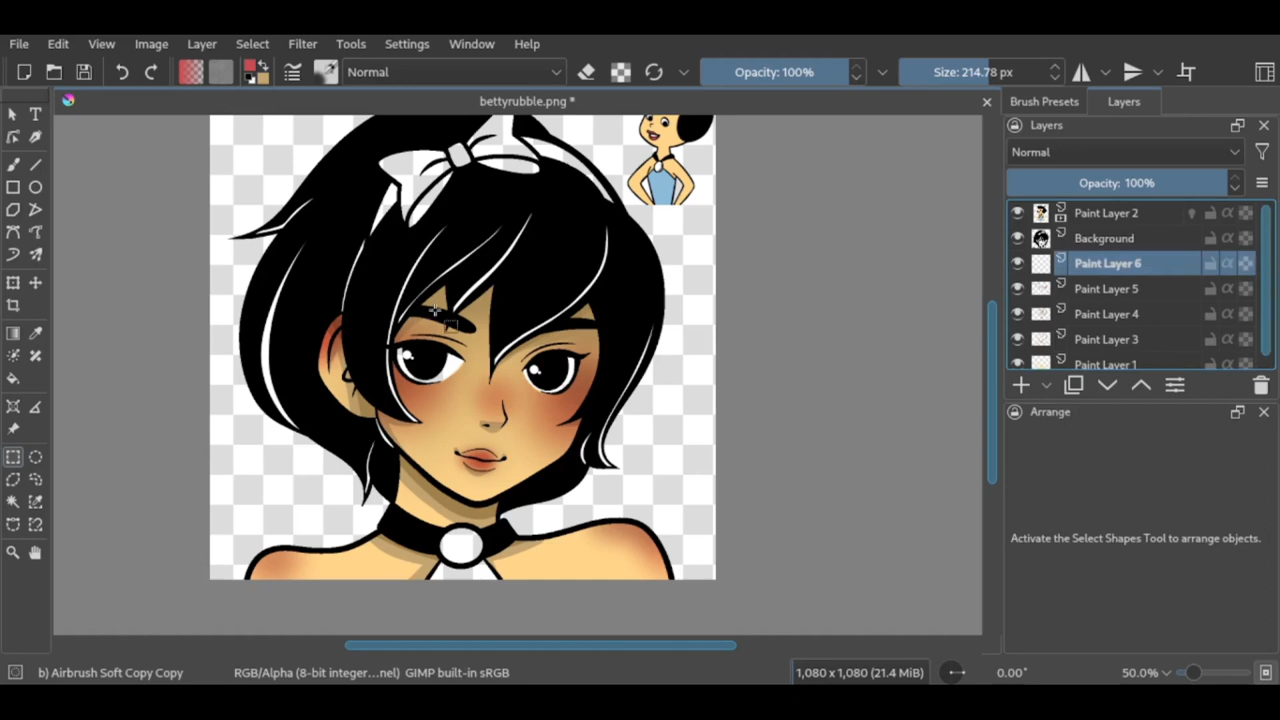 File Edit View Image Layer Select Filter Tools Settings Window Help
Normal Opacity: 100% Size: 214.78 px
bettyrubble.png *
Brush Presets Layers
Layers
Normal
Opacity: 100%
Paint Layer 2
Background
Paint Layer 6
Paint Layer 5
Paint Layer 4
Paint Layer 3
Paint Layer 1
Arrange
Activate the Select Shapes Tool to arrange objects.
b) Airbrush Soft Copy Copy RGB/Alpha (8-bit integer...nel) GIMP built-in sRGB 1,080 x 1,080 (21.4 MiB) 0.00° 50.0%